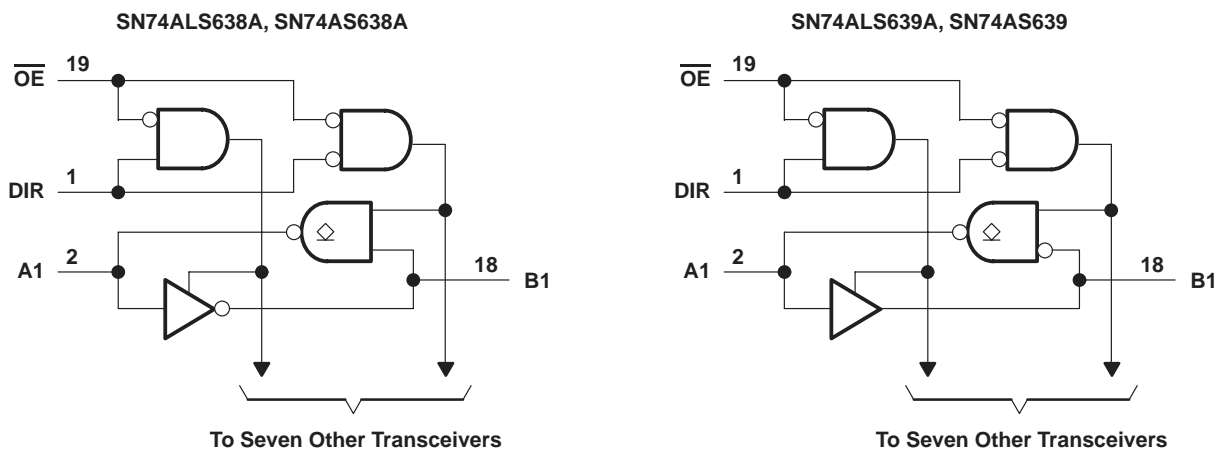 SN74ALS638A, SN74AS638A
OE 19
DIR 1
A1 2
18 B1
To Seven Other Transceivers
SN74ALS639A, SN74AS639
OE 19
DIR 1
A1 2
18 B1
To Seven Other Transceivers